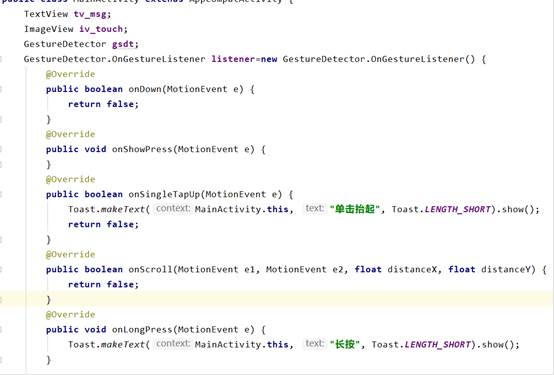 public class MainActivity extends AppCompatActivity {
TextView tv_msg;
ImageView iv_touch;
GestureDetector gsdt;
GestureDetector.OnGestureListener listener=new GestureDetector.OnGestureListener() {
@Override
public boolean onDown(MotionEvent e) {
return false;
}
@Override
public void onShowPress(MotionEvent e) {
}
@Override
public boolean onSingleTapUp(MotionEvent e) {
Toast.makeText( context: MainActivity.this, text: "单击抬起", Toast.LENGTH_SHORT).show();
return false;
}
@Override
public boolean onScroll(MotionEvent e1, MotionEvent e2, float distanceX, float distanceY) {
return false;
}
@Override
public void onLongPress(MotionEvent e) {
Toast.makeText( context: MainActivity.this, text: "长按", Toast.LENGTH_SHORT).show();
}